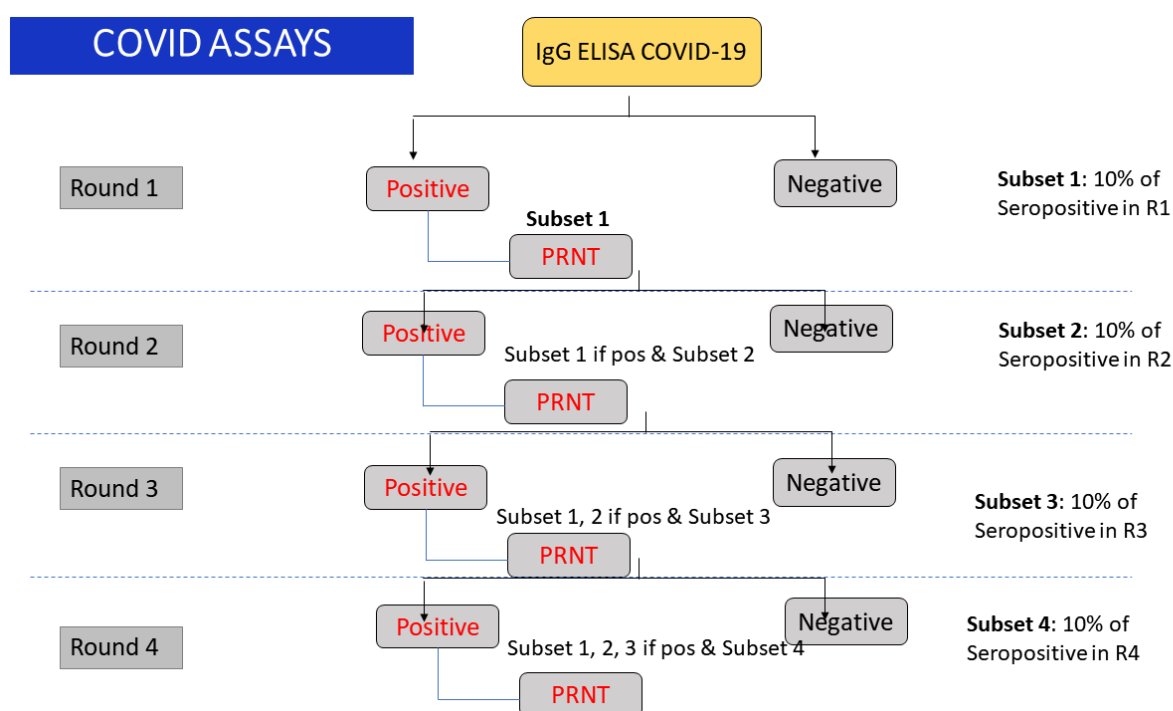 COVID ASSAYS
IgG ELISA COVID-19
Round 1
Positive
Negative
Subset 1: 10% of
Seropositive in R1
Subset 1
PRNT
Round 2
Positive
Negative
Subset 2: 10% of
Seropositive in R2
Subset 1 if pos & Subset 2
PRNT
Round 3
Positive
Negative
Subset 3: 10% of
Seropositive in R3
Subset 1, 2 if pos & Subset 3
PRNT
Round 4
Positive
Negative
Subset 4: 10% of
Seropositive in R4
Subset 1, 2, 3 if pos & Subset 4
PRNT